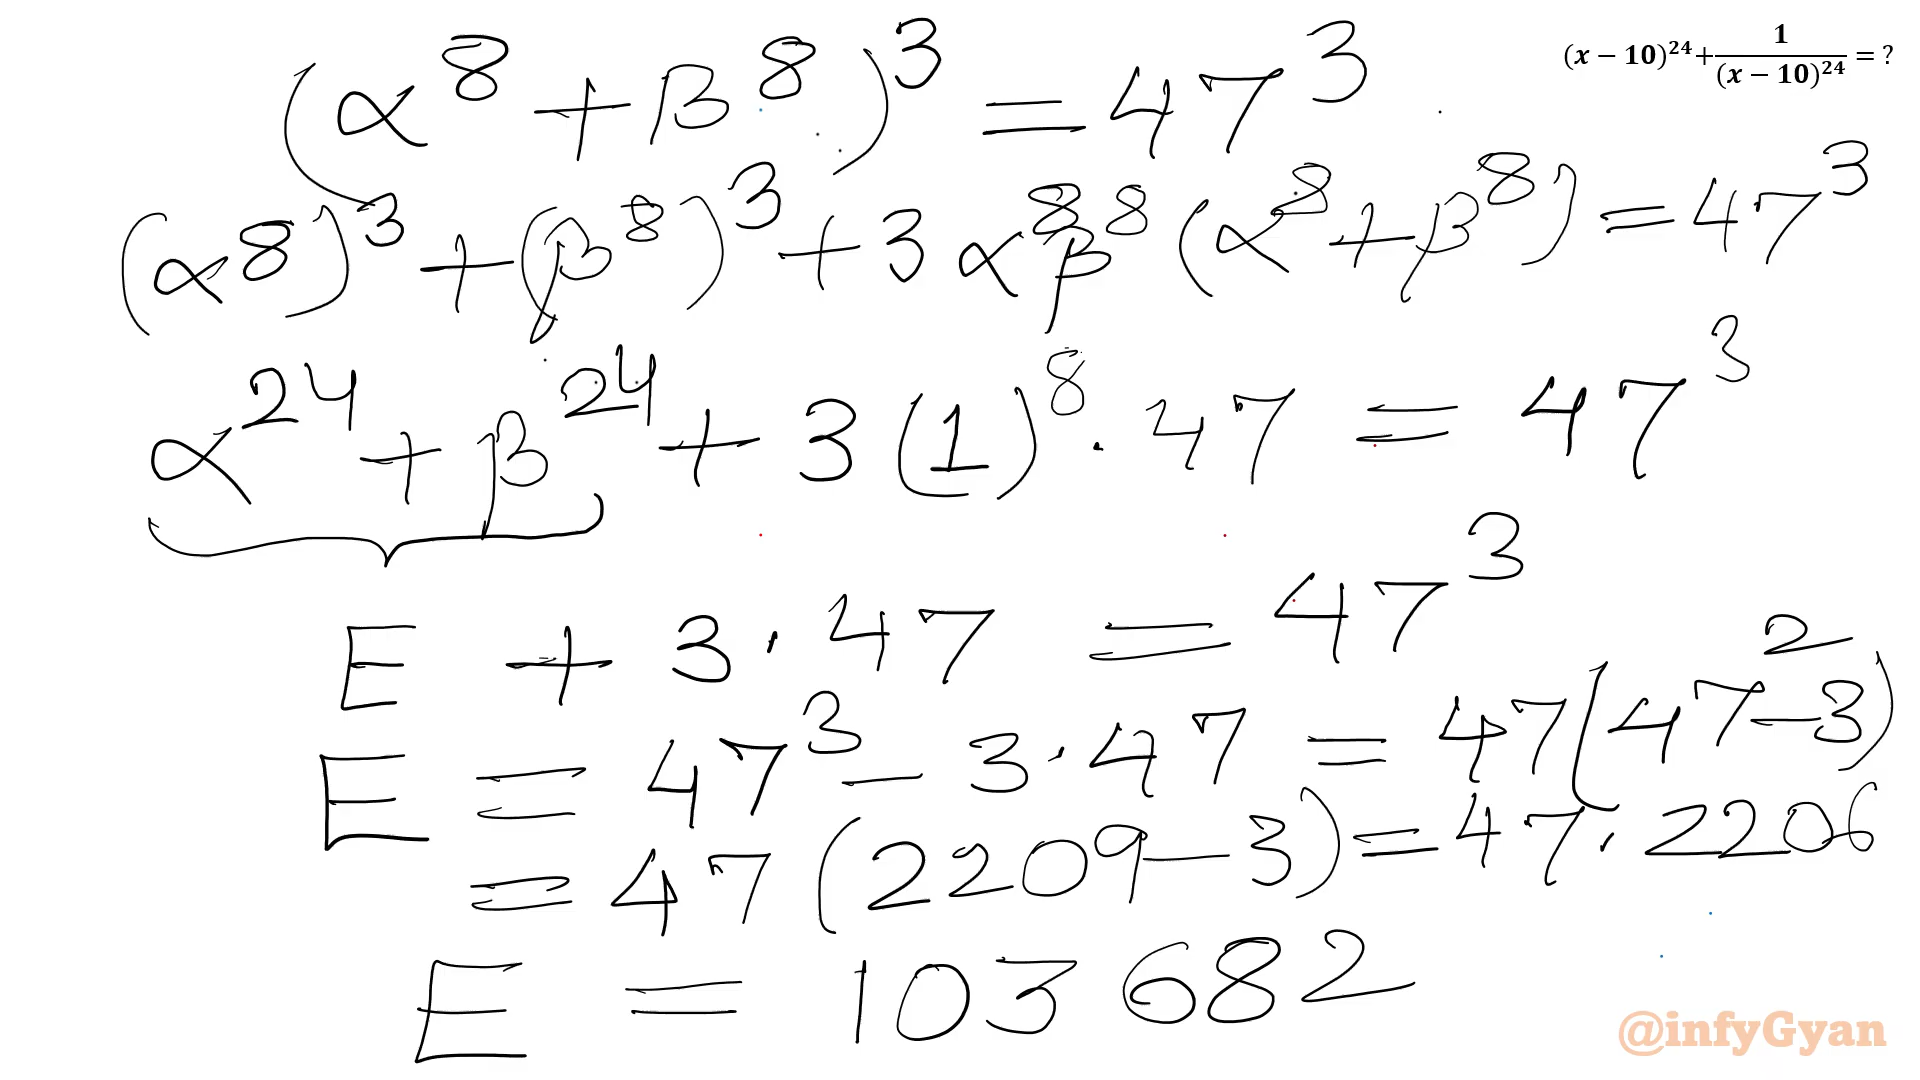 (x − 10)²⁴ + 1/(x − 10)²⁴ = ?
(α⁸ + β⁸)³ = 47³
(α⁸)³ + (β⁸)³ + 3α⁸β⁸(α⁸ + β⁸) = 47³
α²⁴ + β²⁴ + 3(1)⁸ · 47 = 47³
E + 3 · 47 = 47³
E = 47³ − 3 · 47 = 47(47² − 3)
= 47(2209 − 3) = 47 · 2206
E = 103682
@infyGyan